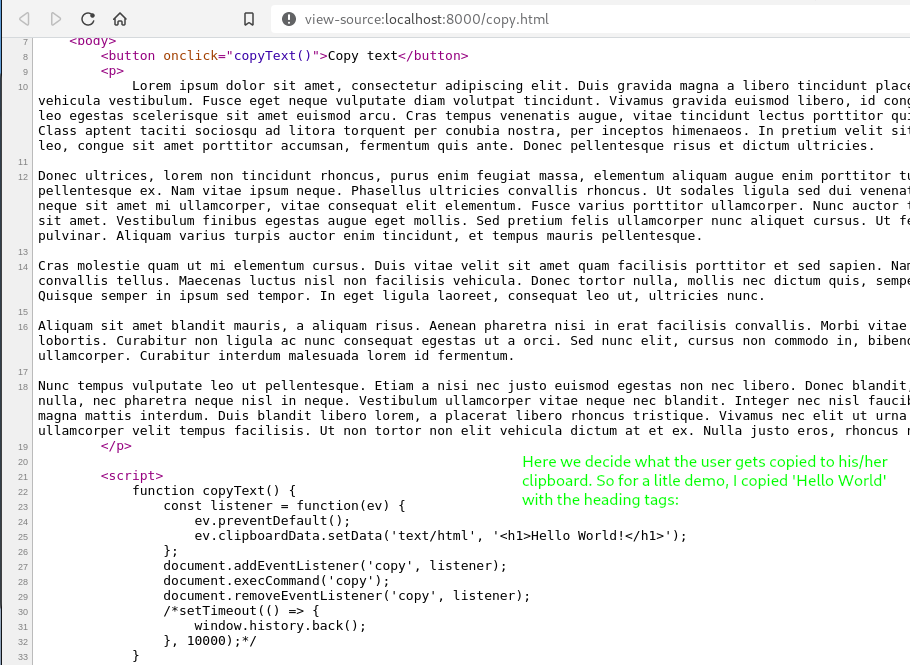 view-source:localhost:8000/copy.html
7 <body>
8 <button onclick="copyText()">Copy text</button>
9 <p>
10 Lorem ipsum dolor sit amet, consectetur adipiscing elit. Duis gravida magna a libero tincidunt
vehicula vestibulum. Fusce eget neque vulputate diam volutpat tincidunt. Vivamus gravida euismod libero, id
leo egestas scelerisque sit amet euismod arcu. Cras tempus venenatis augue, vitae tincidunt lectus porttitor
Class aptent taciti sociosqu ad litora torquent per conubia nostra, per inceptos himenaeos. In pretium velit
leo, congue sit amet porttitor accumsan, fermentum quis ante. Donec pellentesque risus et dictum ultricies.
11
12 Donec ultrices, lorem non tincidunt rhoncus, purus enim feugiat massa, elementum aliquam augue enim porttitor
pellentesque ex. Nam vitae ipsum neque. Phasellus ultricies convallis rhoncus. Ut sodales ligula sed dui
neque sit amet mi ullamcorper, vitae consequat elit elementum. Fusce varius porttitor ullamcorper. Nunc auctor
sit amet. Vestibulum finibus egestas augue eget mollis. Sed pretium felis ullamcorper nunc aliquet cursus. Ut
pulvinar. Aliquam varius turpis auctor enim tincidunt, et tempus mauris pellentesque.
13
14 Cras molestie quam ut mi elementum cursus. Duis vitae velit sit amet quam facilisis porttitor et sed sapien.
convallis tellus. Maecenas luctus nisl non facilisis vehicula. Donec tortor nulla, mollis nec dictum quis,
Quisque semper in ipsum sed tempor. In eget ligula laoreet, consequat leo ut, ultricies nunc.
15
16 Aliquam sit amet blandit mauris, a aliquam risus. Aenean pharetra nisi in erat facilisis convallis. Morbi vitae
lobortis. Curabitur non ligula ac nunc consequat egestas ut a orci. Sed nunc elit, cursus non commodo in,
ullamcorper. Curabitur interdum malesuada lorem id fermentum.
17
18 Nunc tempus vulputate leo ut pellentesque. Etiam a nisi nec justo euismod egestas non nec libero. Donec blandit,
nulla, nec pharetra neque nisl in neque. Vestibulum ullamcorper vitae neque nec blandit. Integer nec nisl
magna mattis interdum. Duis blandit libero lorem, a placerat libero rhoncus tristique. Vivamus nec elit ut urna
ullamcorper velit tempus facilisis. Ut non tortor non elit vehicula dictum at et ex. Nulla justo eros, rhoncus
19 </p>
20
21 <script>
22 function copyText() {
23 const listener = function(ev) {
24 ev.preventDefault();
25 ev.clipboardData.setData('text/html', '<h1>Hello World!</h1>');
26 };
27 document.addEventListener('copy', listener);
28 document.execCommand('copy');
29 document.removeEventListener('copy', listener);
30 /*setTimeout(() => {
31 window.history.back();
32 }, 10000);*/
33 }
Here we decide what the user gets copied to his/her
clipboard. So for a litle demo, I copied 'Hello World'
with the heading tags: